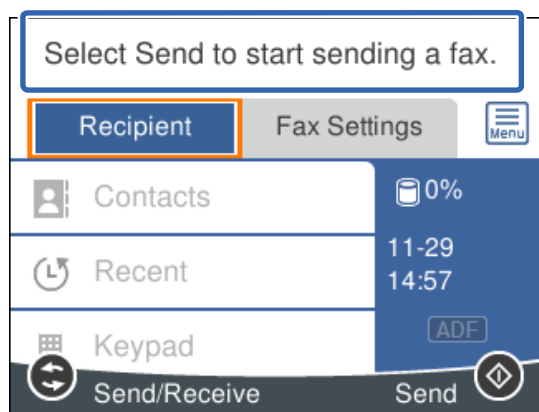 Select Send to start sending a fax.
Recipient
Fax Settings
Menu
Contacts
0%
Recent
11-29
14:57
Keypad
ADF
Send/Receive
Send